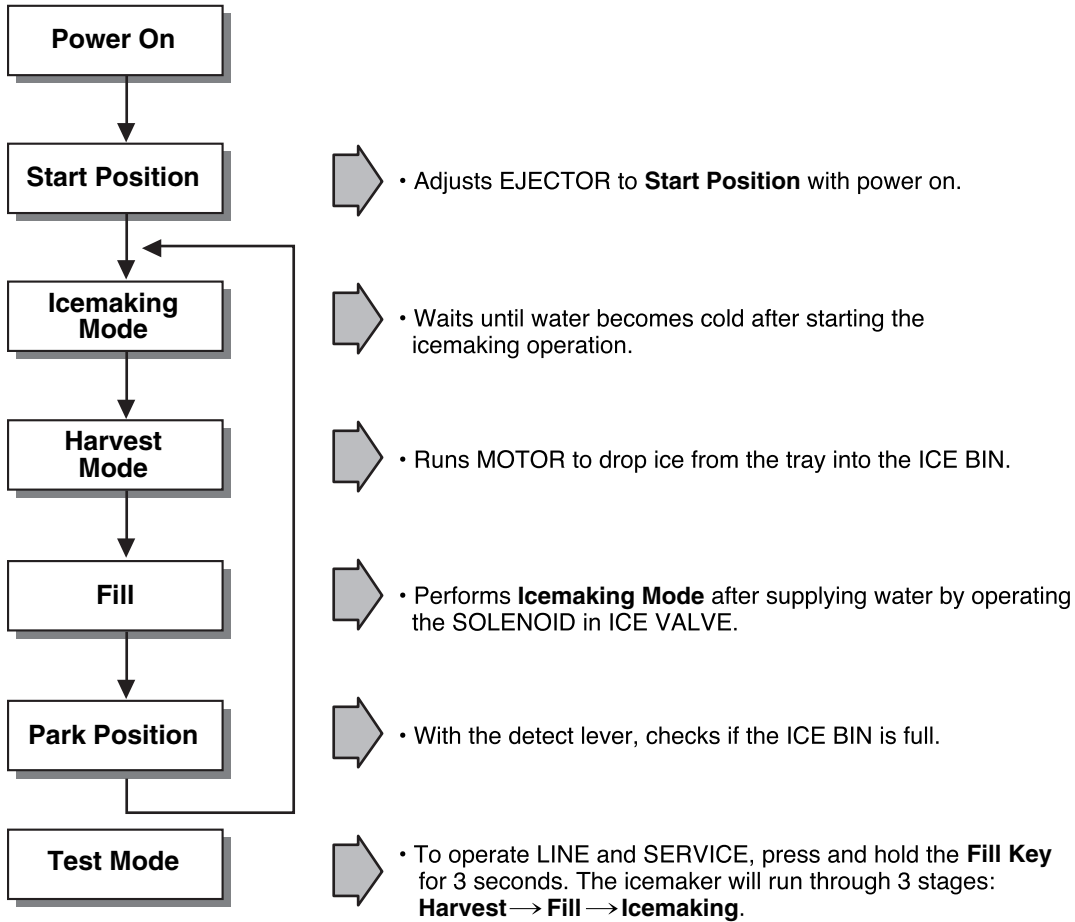 Power On
Start Position
• Adjusts EJECTOR to Start Position with power on.
Icemaking
Mode
• Waits until water becomes cold after starting the
icemaking operation.
Harvest
Mode
• Runs MOTOR to drop ice from the tray into the ICE BIN.
Fill
• Performs Icemaking Mode after supplying water by operating
the SOLENOID in ICE VALVE.
Park Position
• With the detect lever, checks if the ICE BIN is full.
Test Mode
• To operate LINE and SERVICE, press and hold the Fill Key
for 3 seconds. The icemaker will run through 3 stages:
Harvest → Fill → Icemaking.